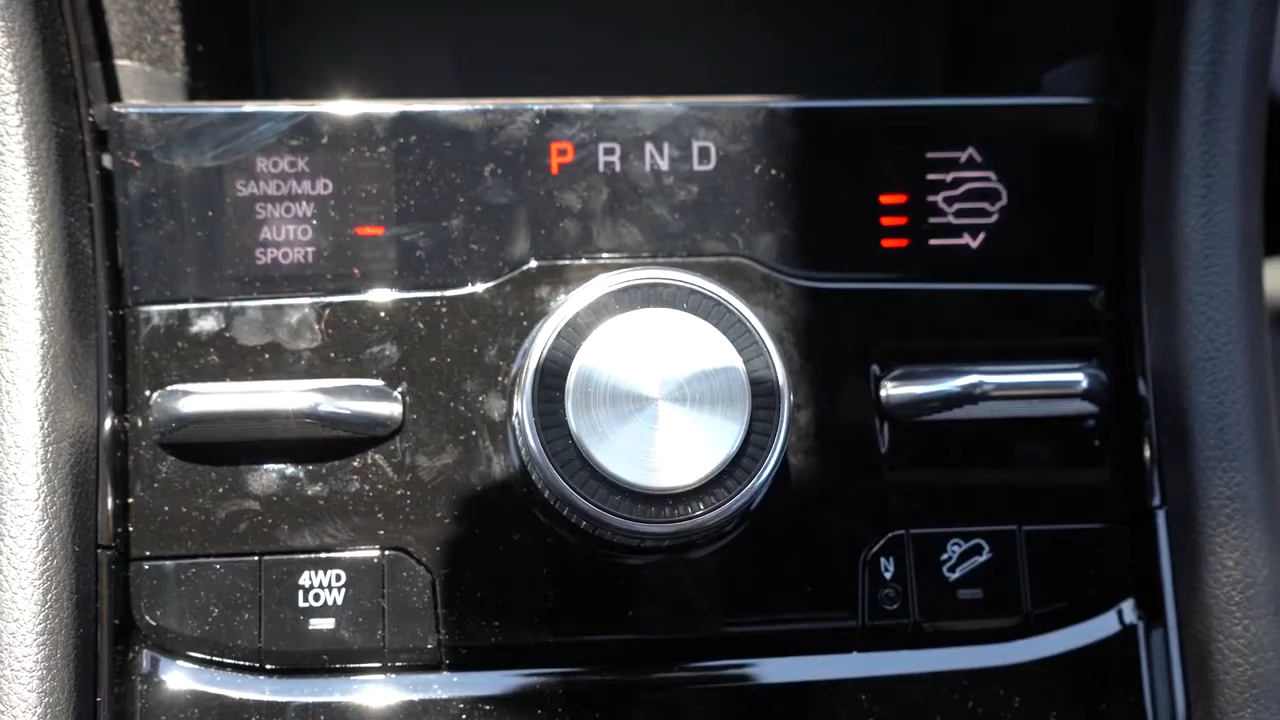 ROCK
SAND/MUD
SNOW
AUTO
SPORT
P R N D
4WD
LOW
N